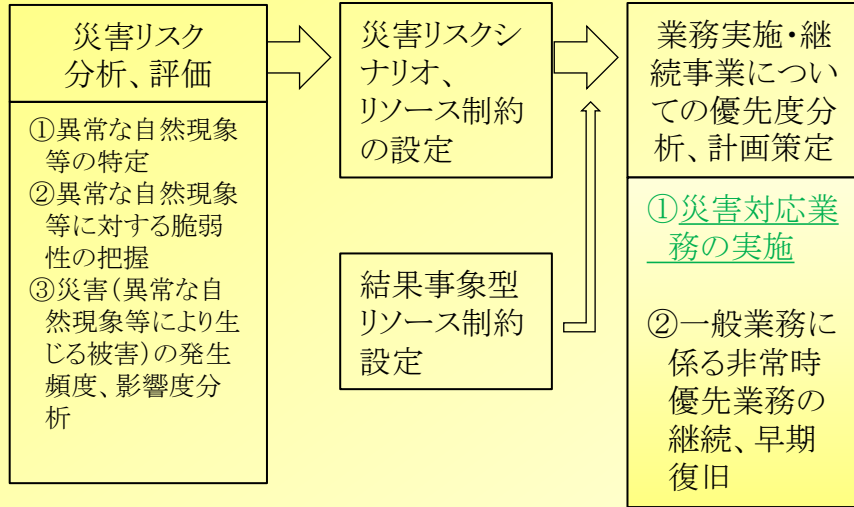 災害リスク
分析、評価
①異常な自然現象
等の特定
②異常な自然現象
等に対する脆弱
性の把握
③災害(異常な自
然現象等により生
じる被害)の発生
頻度、影響度分
析
災害リスクシ
ナリオ、
リソース制約
の設定
結果事象型
リソース制約
設定
業務実施・継
続事業につい
ての優先度分
析、計画策定
①災害対応業
務の実施
②一般業務に
係る非常時
優先業務の
継続、早期
復旧